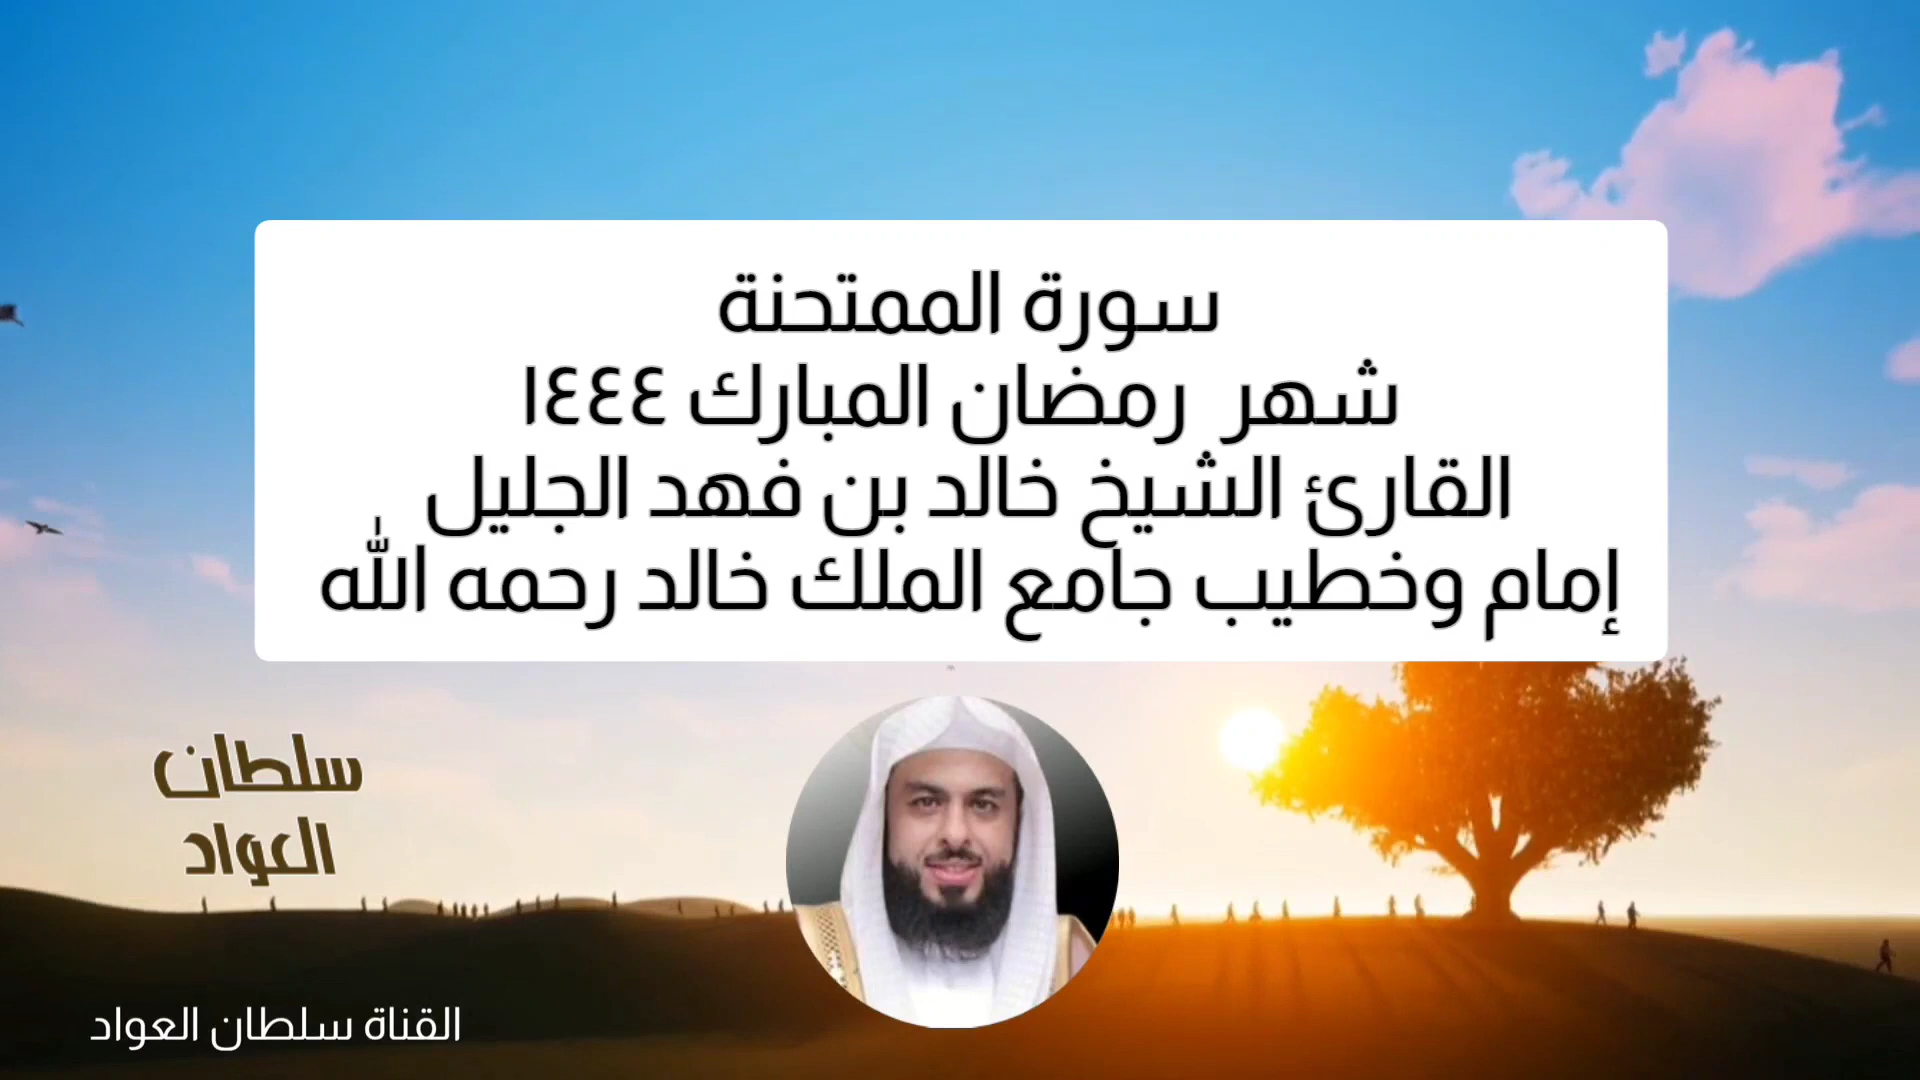 سورة الممتحنة
شهر رمضان المبارك ١٤٤٤
القارئ الشيخ خالد بن فهد الجليل
إمام وخطيب جامع الملك خالد رحمه الله
سلطان
العواد
القناة سلطان العواد